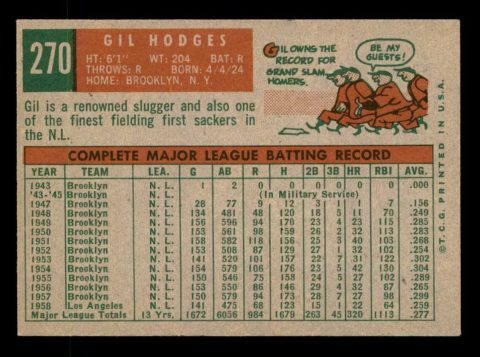 270
GIL HODGES
HT: 6'1" WT: 204 BAT: R
THROWS: R BORN: 4/4/24
HOME: BROOKLYN, N. Y.
GIL OWNS THE
RECORD FOR
GRAND SLAM
HOMERS.
BE MY
GUESTS!
Gil is a renowned slugger and also one
of the finest fielding first sackers in
the N.L.
COMPLETE MAJOR LEAGUE BATTING RECORD
YEAR TEAM LEA. G AB R H 2B 3B HR RBI AVG.
1943 Brooklyn N. L. 1 2 0 0 0 0 0 0 .000
'43-'45 Brooklyn N. L. (In Military Service)
1947 Brooklyn N. L. 28 77 9 12 3 1 1 7 .156
1948 Brooklyn N. L. 134 481 48 120 18 5 11 70 .249
1949 Brooklyn N. L. 156 596 94 170 23 4 23 115 .285
1950 Brooklyn N. L. 153 561 98 159 26 2 32 113 .283
1951 Brooklyn N. L. 158 582 118 156 25 3 40 103 .268
1952 Brooklyn N. L. 153 508 87 129 27 1 32 102 .254
1953 Brooklyn N. L. 141 520 101 157 22 7 31 122 .302
1954 Brooklyn N. L. 154 579 106 176 23 5 42 130 .304
1955 Brooklyn N. L. 150 546 75 158 24 5 27 102 .289
1956 Brooklyn N. L. 153 550 86 146 29 4 32 87 .265
1957 Brooklyn N. L. 150 579 94 173 28 7 27 98 .299
1958 Los Angeles N. L. 141 475 68 123 15 1 22 64 .259
Major League Totals 13 Yrs. 1672 6056 984 1679 263 45 320 1113 .277
©T. C. G. PRINTED IN U.S.A.